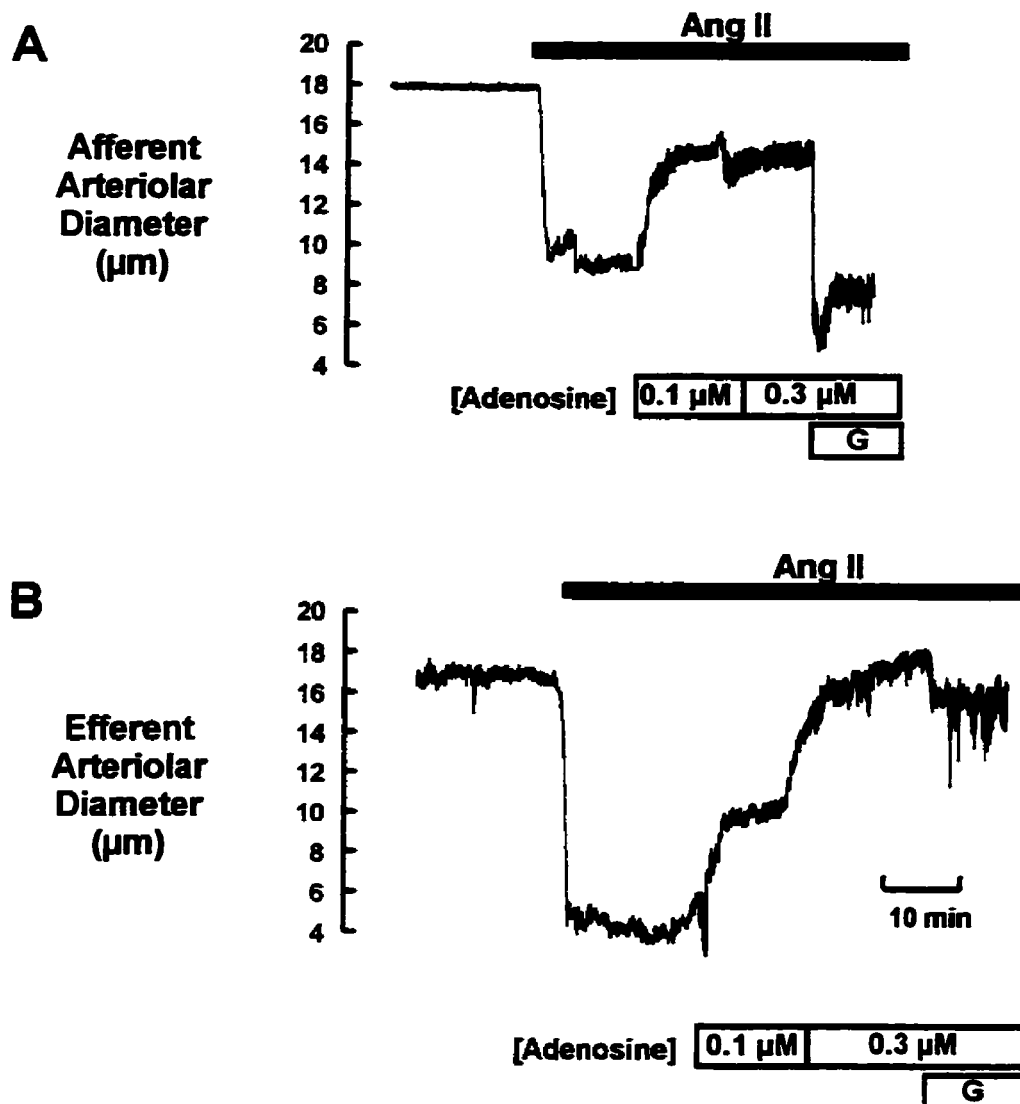 A
Ang II
20
18
16
14
12
10
8
6
4
Afferent
Arteriolar
Diameter
(µm)
[Adenosine] 0.1 µM 0.3 µM
G
B
Ang II
20
18
16
14
12
10
8
6
4
Efferent
Arteriolar
Diameter
(µm)
10 min
[Adenosine] 0.1 µM 0.3 µM
G